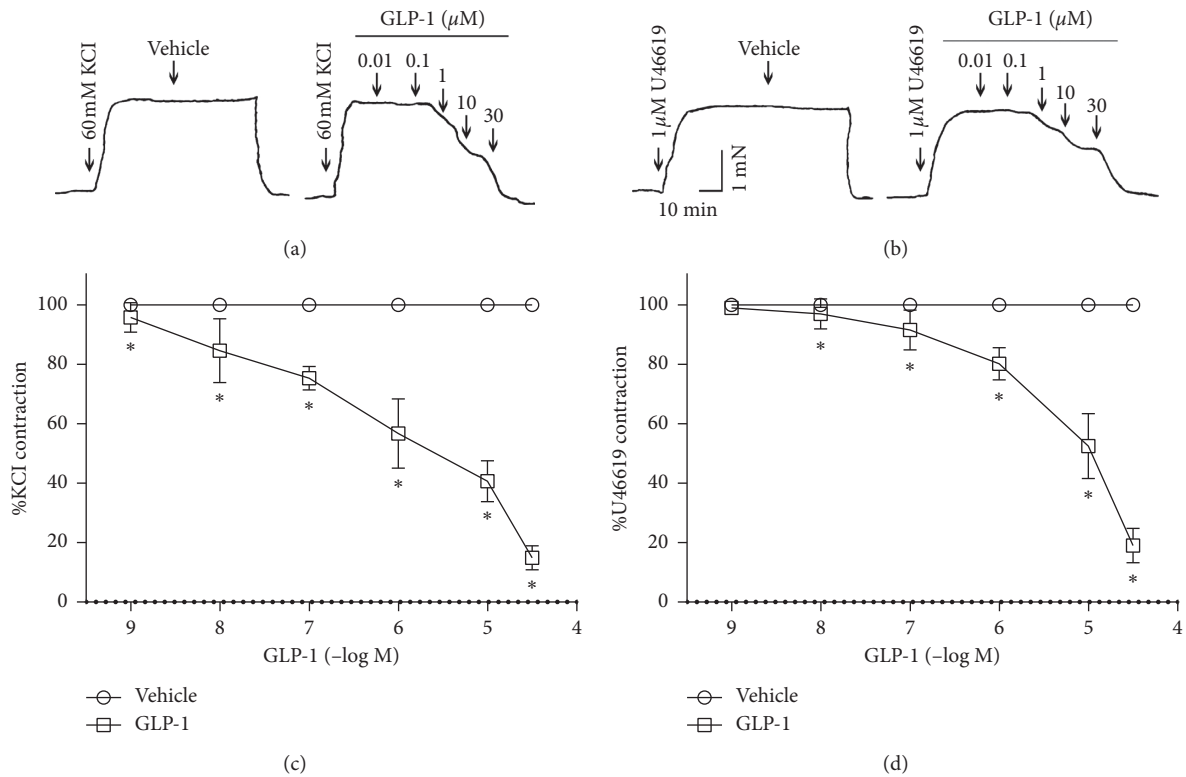 GLP-1 (μM)
Vehicle
60 mM KCI
60 mM KCI
0.01
0.1
1
10
30
(a)
GLP-1 (μM)
Vehicle
1 μM U46619
1 μM U46619
0.01
0.1
1
10
30
1 mN
10 min
(b)
%KCI contraction
100
80
60
40
20
0
* * * * * *
9 8 7 6 5 4
GLP-1 (–log M)
Vehicle
GLP-1
(c)
%U46619 contraction
100
80
60
40
20
0
* * * * *
9 8 7 6 5 4
GLP-1 (–log M)
Vehicle
GLP-1
(d)